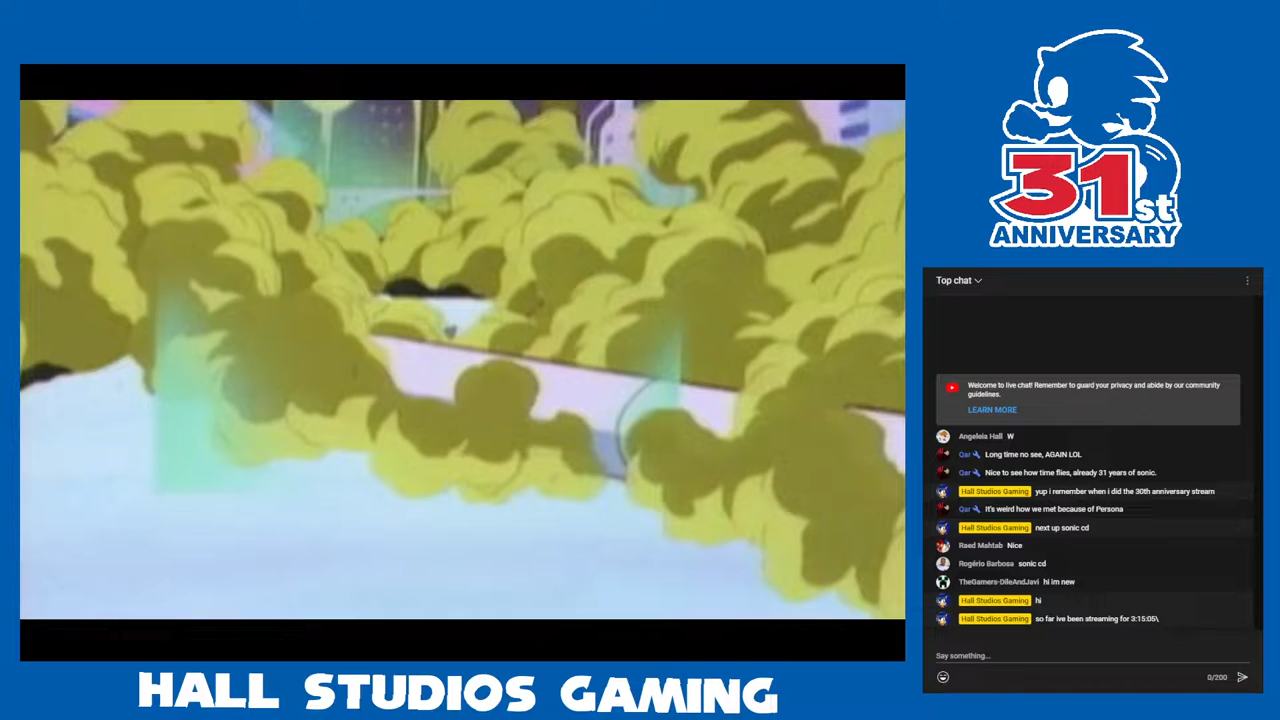 31st
ANNIVERSARY
Top chat
Welcome to live chat! Remember to guard your privacy and abide by our community
guidelines.
LEARN MORE
Angeleia Hall W
Qar Long time no see, AGAIN LOL
Qar Nice to see how time flies, already 31 years of sonic.
Hall Studios Gaming yup i remember when i did the 30th anniversary stream
Qar It's weird how we met because of Persona
Hall Studios Gaming next up sonic cd
Raed Mahtab Nice
Rogério Barbosa sonic cd
TheGamers-DileAndJavi hi im new
Hall Studios Gaming hi
Hall Studios Gaming so far ive been streaming for 3:15:05\
Say something...
0/200
HALL STUDIOS GAMING